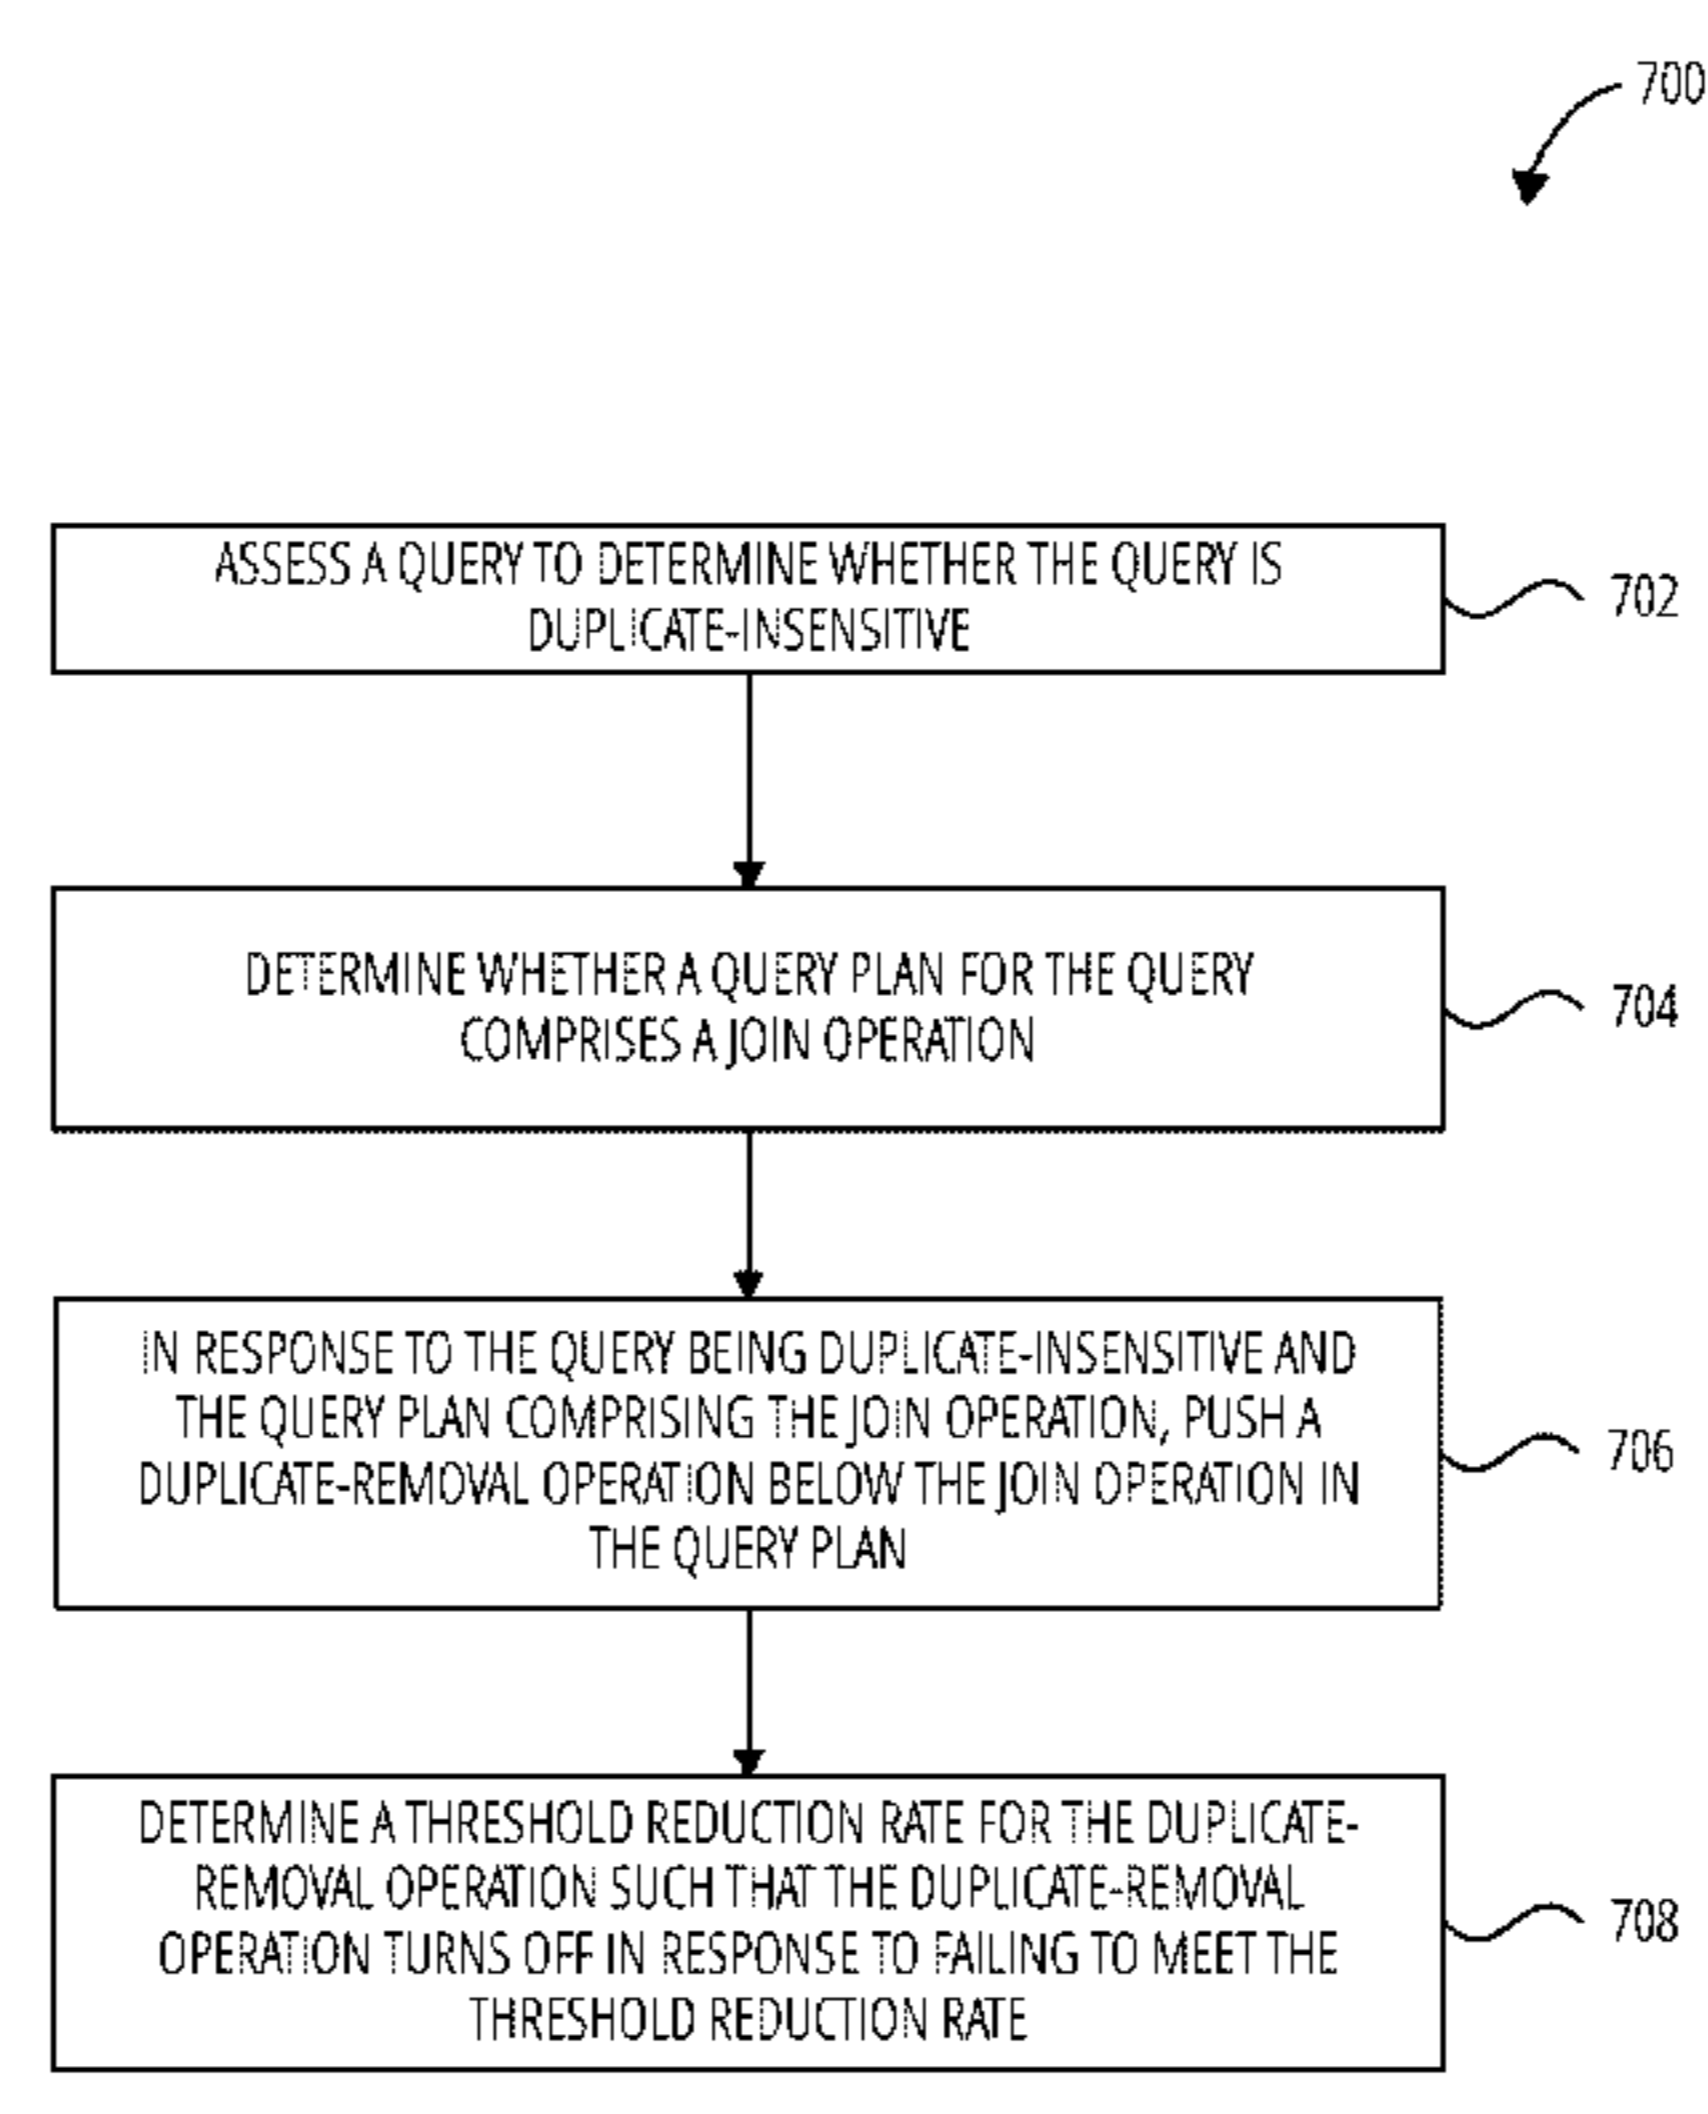 700
ASSESS A QUERY TO DETERMINE WHETHER THE QUERY IS
DUPLICATE-INSENSITIVE
702
DETERMINE WHETHER A QUERY PLAN FOR THE QUERY
COMPRISES A JOIN OPERATION
704
IN RESPONSE TO THE QUERY BEING DUPLICATE-INSENSITIVE AND
THE QUERY PLAN COMPRISING THE JOIN OPERATION, PUSH A
DUPLICATE-REMOVAL OPERATION BELOW THE JOIN OPERATION IN
THE QUERY PLAN
706
DETERMINE A THRESHOLD REDUCTION RATE FOR THE DUPLICATE-
REMOVAL OPERATION SUCH THAT THE DUPLICATE-REMOVAL
OPERATION TURNS OFF IN RESPONSE TO FAILING TO MEET THE
THRESHOLD REDUCTION RATE
708